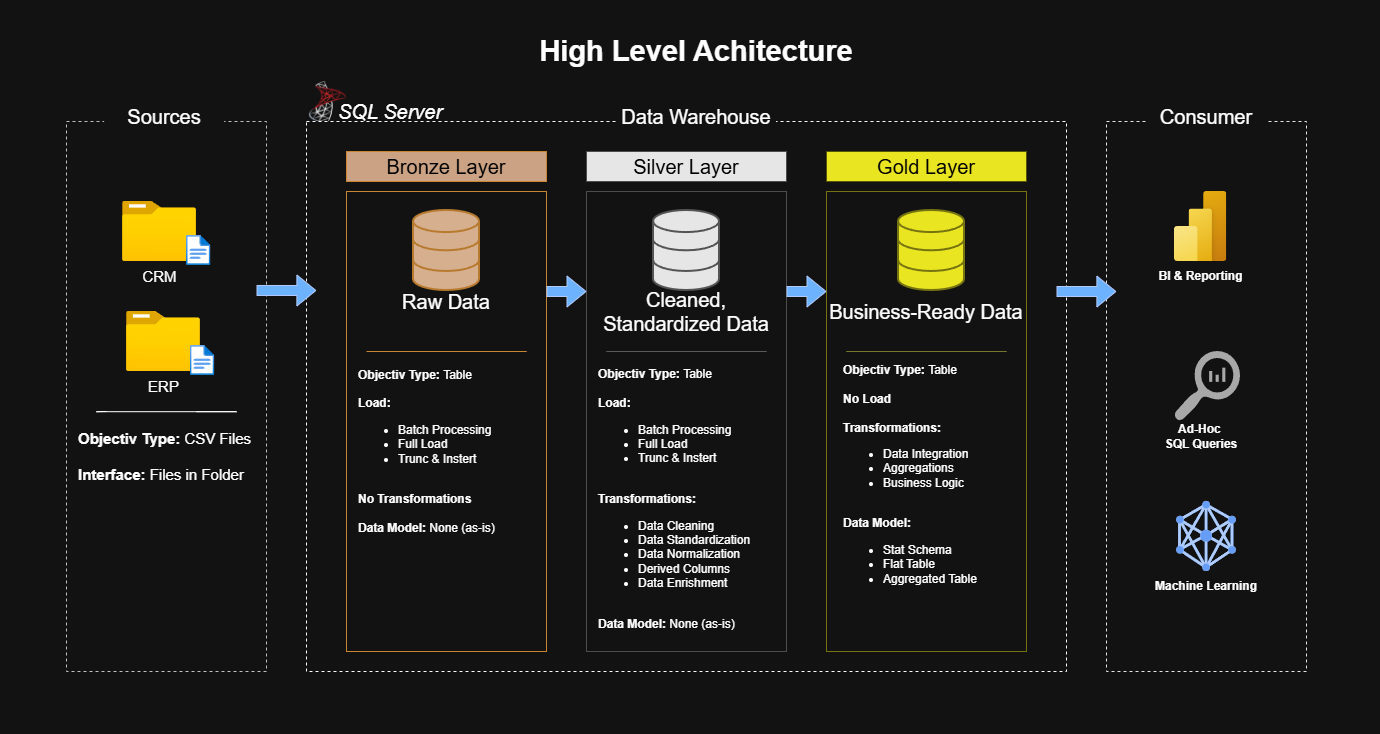 High Level Achitecture
Sources
CRM
ERP
Objectiv Type: CSV Files
Interface: Files in Folder
SQL Server
Data Warehouse
Bronze Layer
Raw Data
Objectiv Type: Table
Load:
Batch Processing
Full Load
Trunc & Instert
No Transformations
Data Model: None (as-is)
Silver Layer
Cleaned,
Standardized Data
Objectiv Type: Table
Load:
Batch Processing
Full Load
Trunc & Instert
Transformations:
Data Cleaning
Data Standardization
Data Normalization
Derived Columns
Data Enrishment
Data Model: None (as-is)
Gold Layer
Business-Ready Data
Objectiv Type: Table
No Load
Transformations:
Data Integration
Aggregations
Business Logic
Data Model:
Stat Schema
Flat Table
Aggregated Table
Consumer
BI & Reporting
Ad-Hoc
SQL Queries
Machine Learning